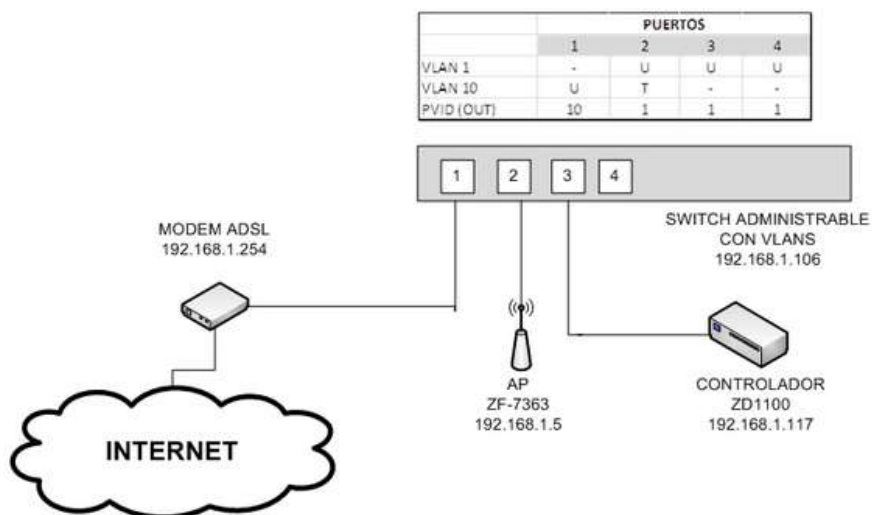 PUERTOS
1 2 3 4
VLAN 1 - U U U
VLAN 10 U T - -
PVID (OUT) 10 1 1 1
1 2 3 4
SWITCH ADMINISTRABLE
CON VLANS
192.168.1.106
MODEM ADSL
192.168.1.254
AP
ZF-7363
192.168.1.5
CONTROLADOR
ZD1100
192.168.1.117
INTERNET